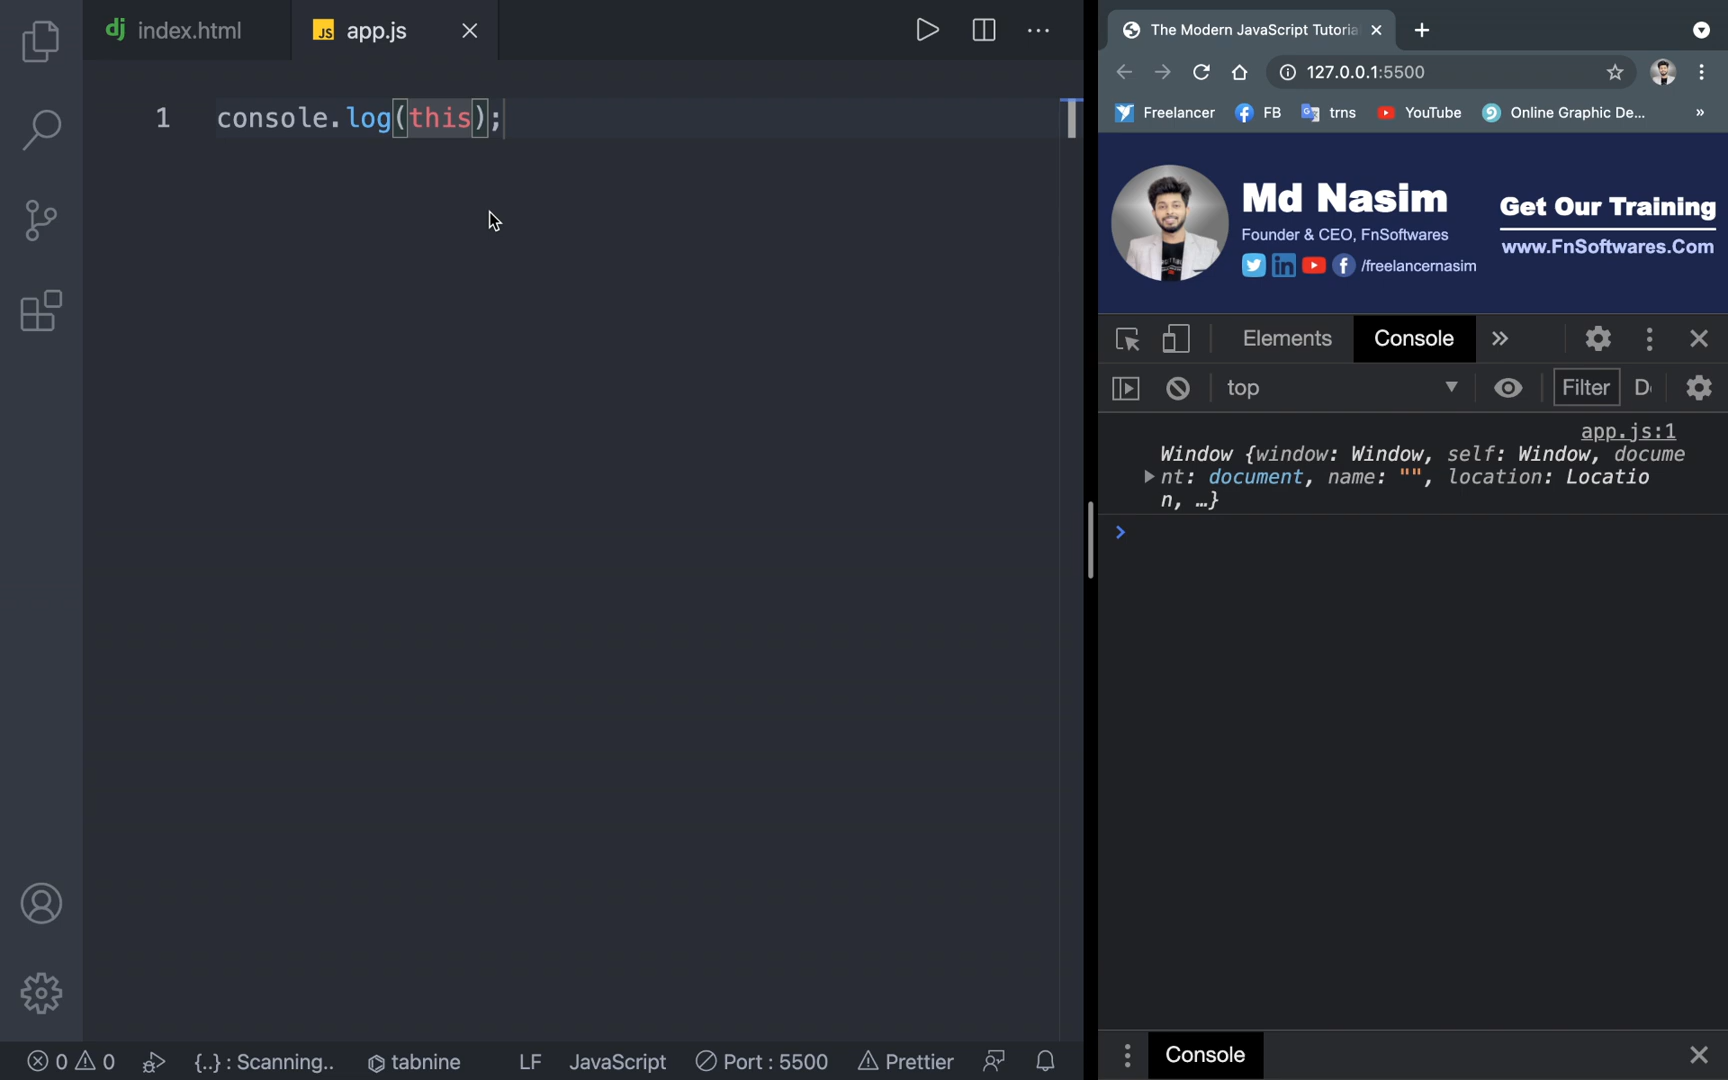 index.html
app.js
1 console.log(this);
The Modern JavaScript Tutoria
127.0.0.1:5500
Freelancer FB trns YouTube Online Graphic De... »
Md Nasim
Founder & CEO, FnSoftwares
/freelancernasim
Get Our Training
www.FnSoftwares.Com
Elements Console
top Filter D
app.js:1
Window {window: Window, self: Window, docume
nt: document, name: "", location: Locatio
n, …}
0 0 {..} : Scanning.. tabnine LF JavaScript Port : 5500 Prettier
Console